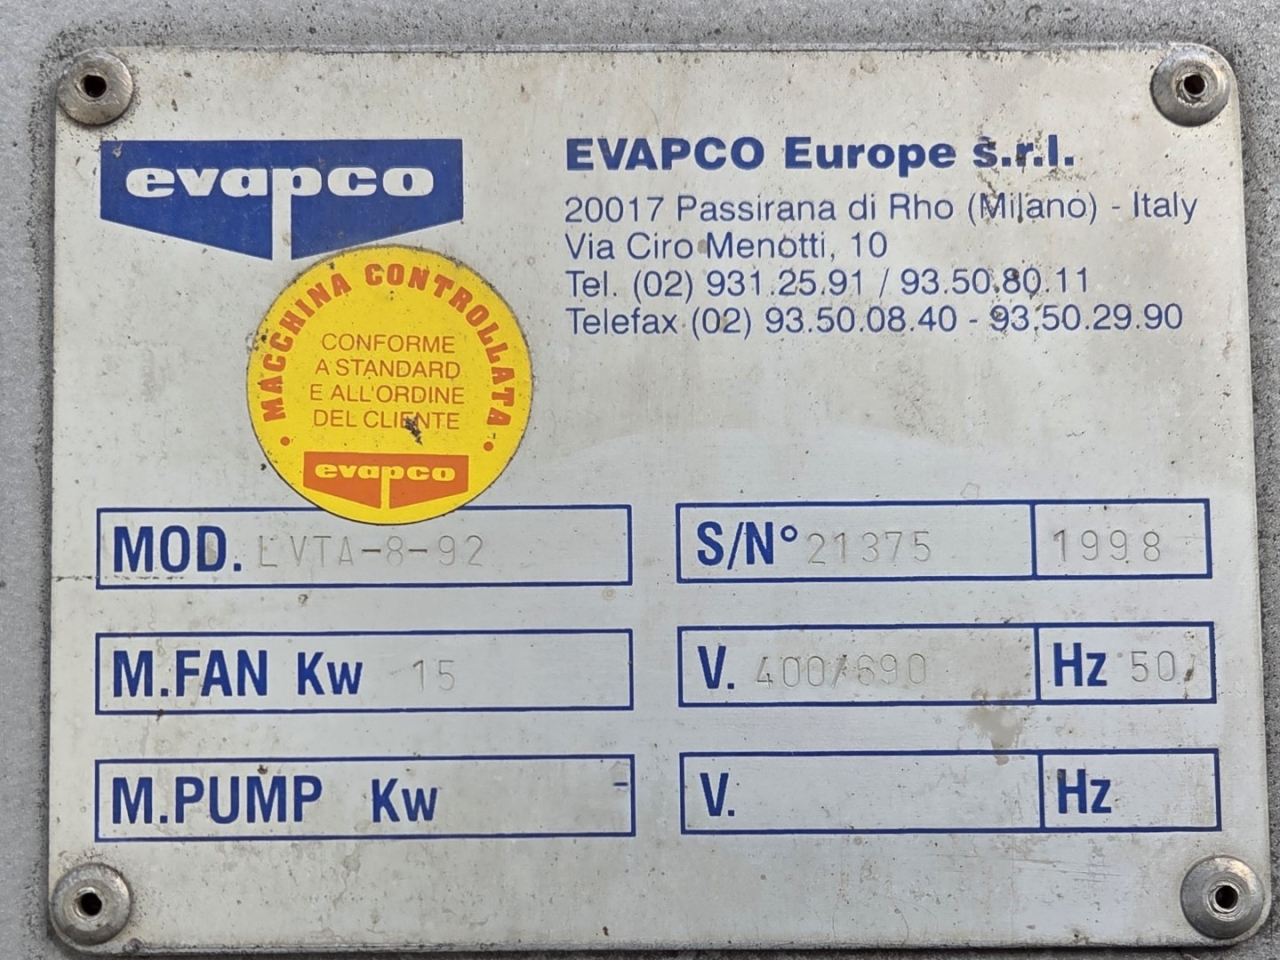 evapco
EVAPCO Europe s.r.l.
20017 Passirana di Rho (Milano) - Italy
Via Ciro Menotti, 10
Tel. (02) 931.25.91 / 93.50.80.11
Telefax (02) 93.50.08.40 - 93.50.29.90
MACCHINA CONTROLLATA
CONFORME
A STANDARD
E ALL'ORDINE
DEL CLIENTE
evapco
MOD. LVTA-8-92
S/N° 21375 1998
M.FAN Kw 15
V. 400/690 Hz 50
M.PUMP Kw -
V. Hz